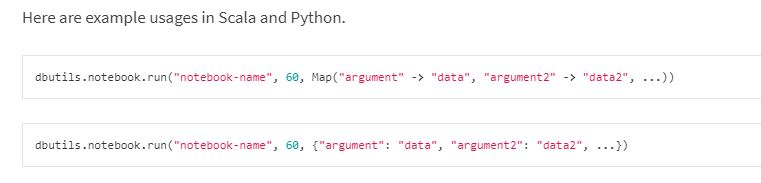 Here are example usages in Scala and Python.
dbutils.notebook.run("notebook-name", 60, Map("argument" -> "data", "argument2" -> "data2", ...))
dbutils.notebook.run("notebook-name", 60, {"argument": "data", "argument2": "data2", ...})